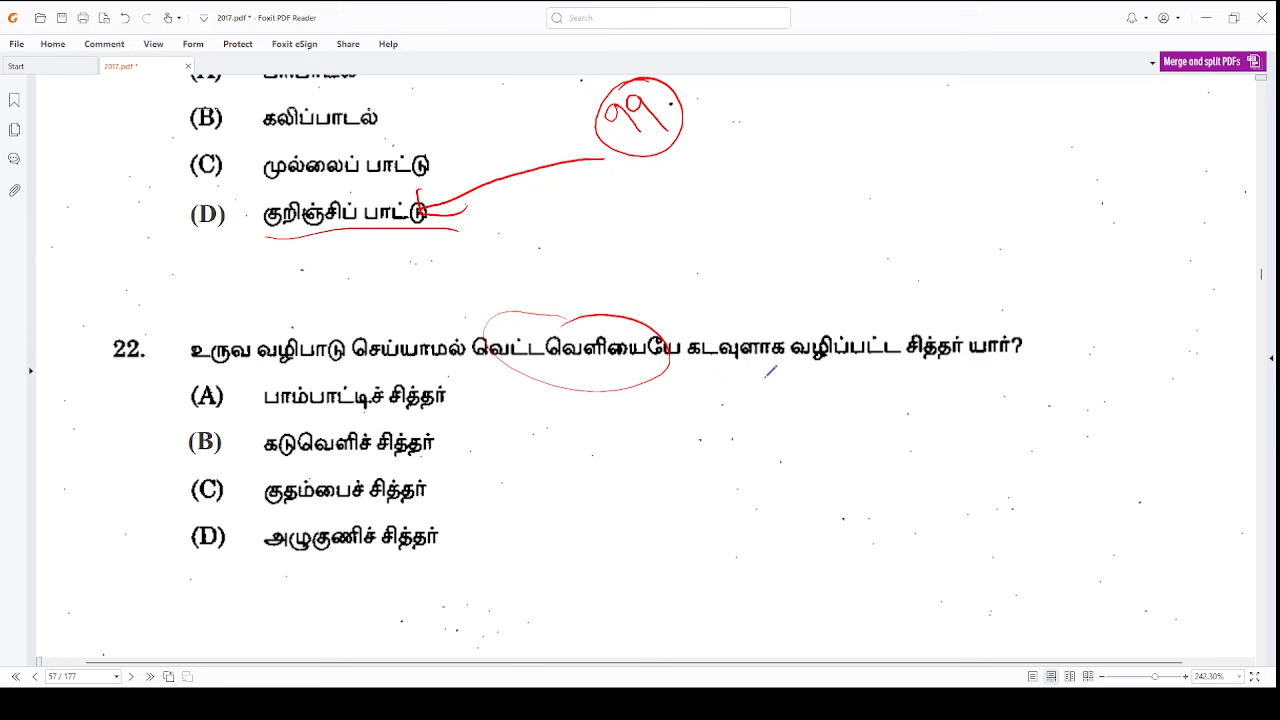 2017.pdf * - Foxit PDF Reader
Search
File Home Comment View Form Protect Foxit eSign Share Help
Start 2017.pdf *
Merge and split PDFs
(B) கலிப்பாடல்
99
(C) முல்லைப் பாட்டு
(D) குறிஞ்சிப் பாட்டு
22. உருவ வழிபாடு செய்யாமல் வெட்டவெளியையே கடவுளாக வழிப்பட்ட சித்தர் யார்?
(A) பாம்பாட்டிச் சித்தர்
(B) கடுவெளிச் சித்தர்
(C) குதம்பைச் சித்தர்
(D) அழுகுணிச் சித்தர்
57 / 177
242.30%